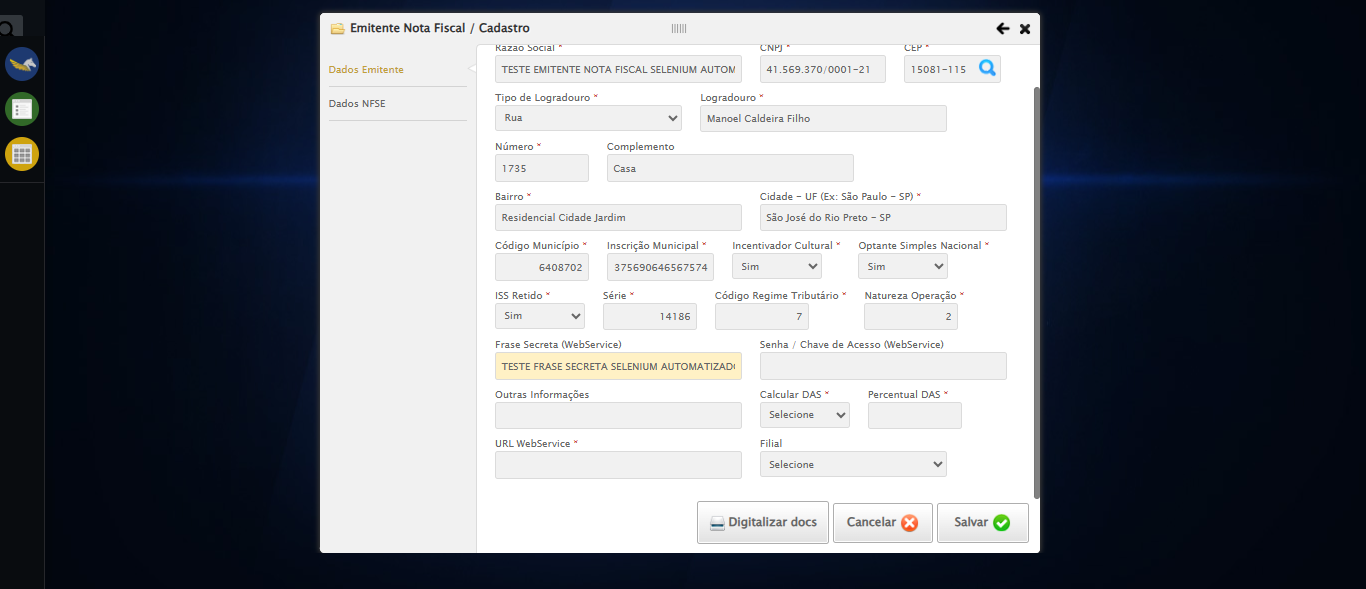 Emitente Nota Fiscal / Cadastro
Dados Emitente
Dados NFSE
Razão Social * CNPJ * CEP *
TESTE EMITENTE NOTA FISCAL SELENIUM AUTOM 41.569.370/0001-21 15081-115
Tipo de Logradouro * Logradouro *
Rua Manoel Caldeira Filho
Número * Complemento
1735 Casa
Bairro * Cidade - UF (Ex: São Paulo - SP) *
Residencial Cidade Jardim São José do Rio Preto - SP
Código Município * Inscrição Municipal * Incentivador Cultural * Optante Simples Nacional *
6408702 375690646567574 Sim Sim
ISS Retido * Série * Código Regime Tributário * Natureza Operação *
Sim 14186 7 2
Frase Secreta (WebService) Senha / Chave de Acesso (WebService)
TESTE FRASE SECRETA SELENIUM AUTOMATIZADO
Outras Informações Calcular DAS * Percentual DAS *
Selecione
URL WebService * Filial
Selecione
Digitalizar docs Cancelar Salvar